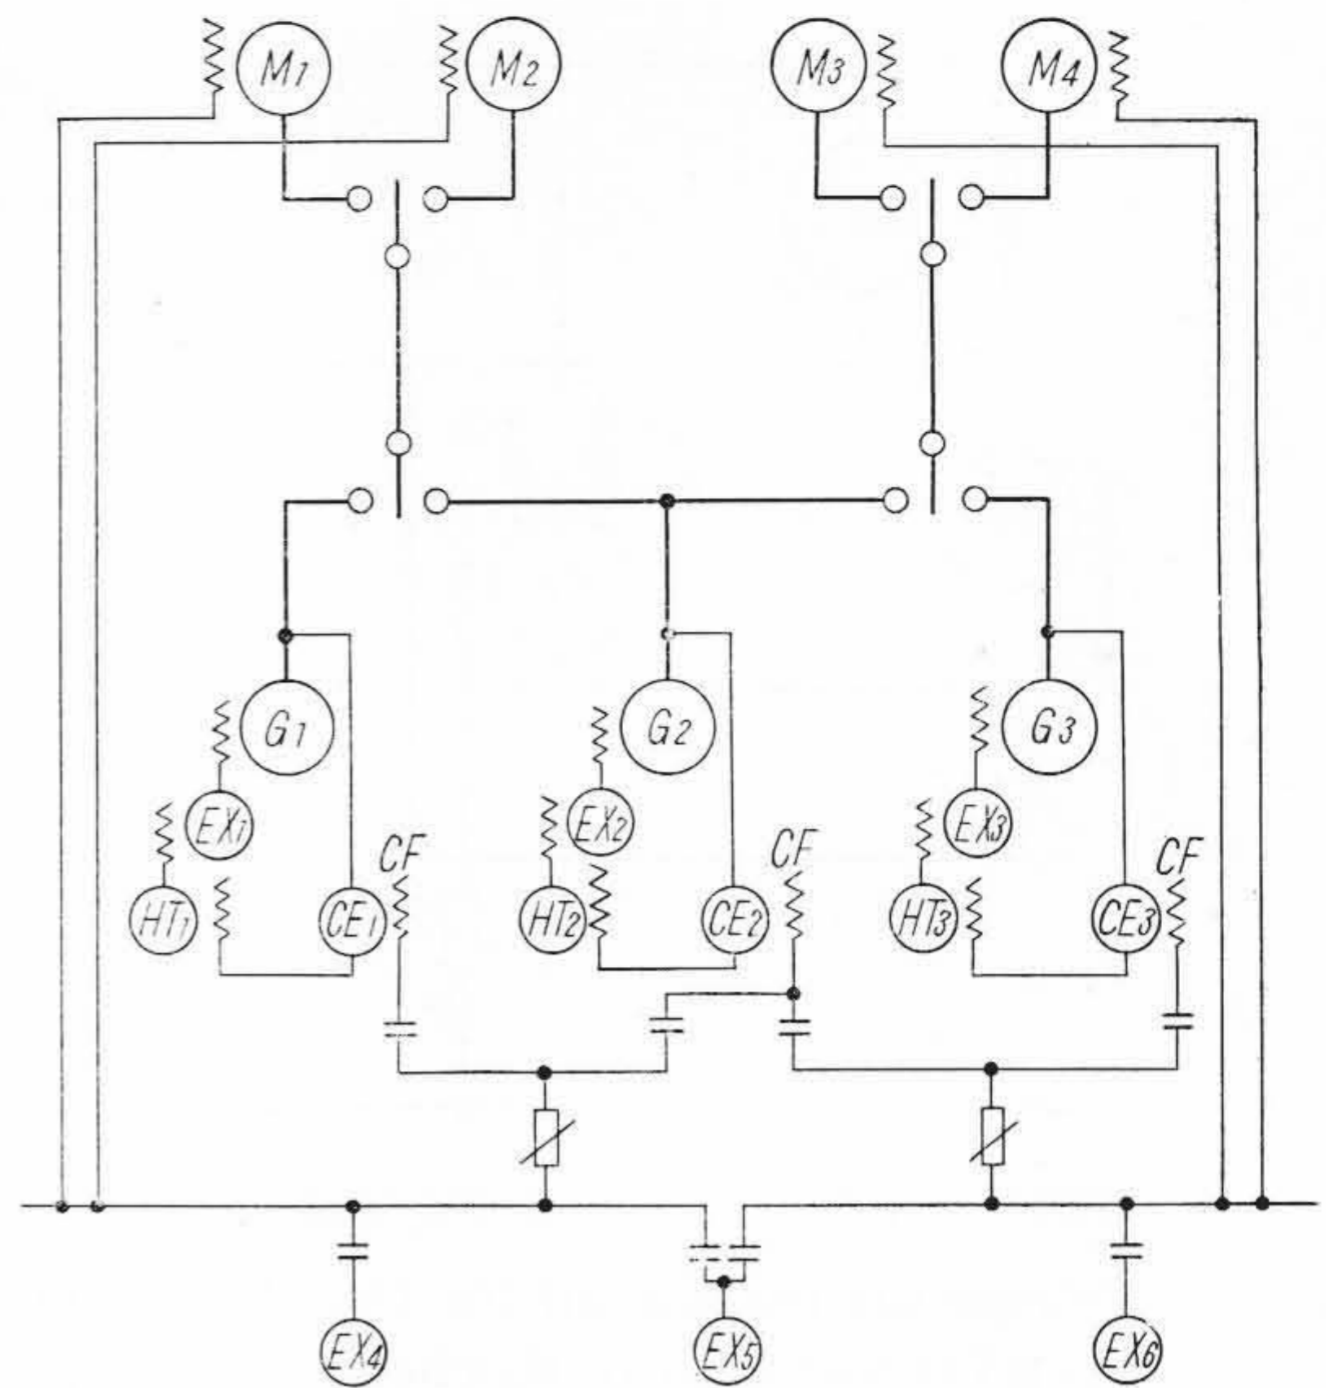 M1 M2 M3 M4
G1 G2 G3
EX1 EX2 EX3
CF CF CF
HT1 CE1 HT2 CE2 HT3 CE3
EX4 EX5 EX6